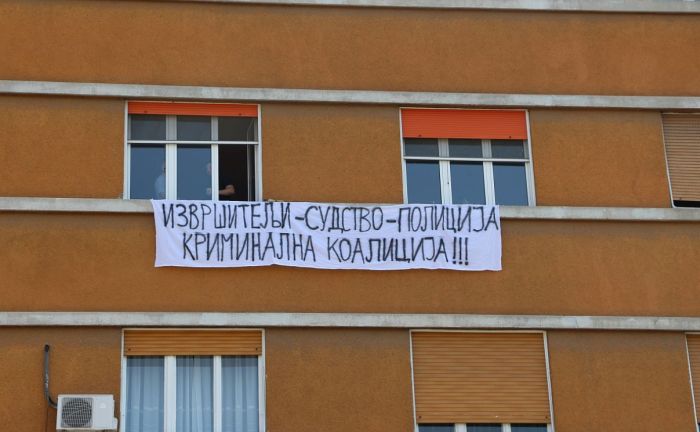 ИЗВРШИТЕЉИ-СУДСТВО-ПОЛИЦИЈА
КРИМИНАЛНА КОАЛИЦИЈА!!!